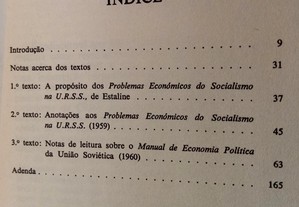 ÍNDICE
Introdução . . . . . . . . . . . . . . . . 9
Notas acerca dos textos . . . . . . . . . . . . 31
1.º texto: A propósito dos Problemas Económicos do Socialismo
na U.R.S.S., de Estaline . . . . . . . . . . 37
2.º texto: Anotações aos Problemas Económicos do Socialismo
na U.R.S.S. (1959) . . . . . . . . . . . 45
3.º texto: Notas de leitura sobre o Manual de Economia Política
da União Soviética (1960) . . . . . . . . . 63
Adenda . . . . . . . . . . . . . . . . . 165